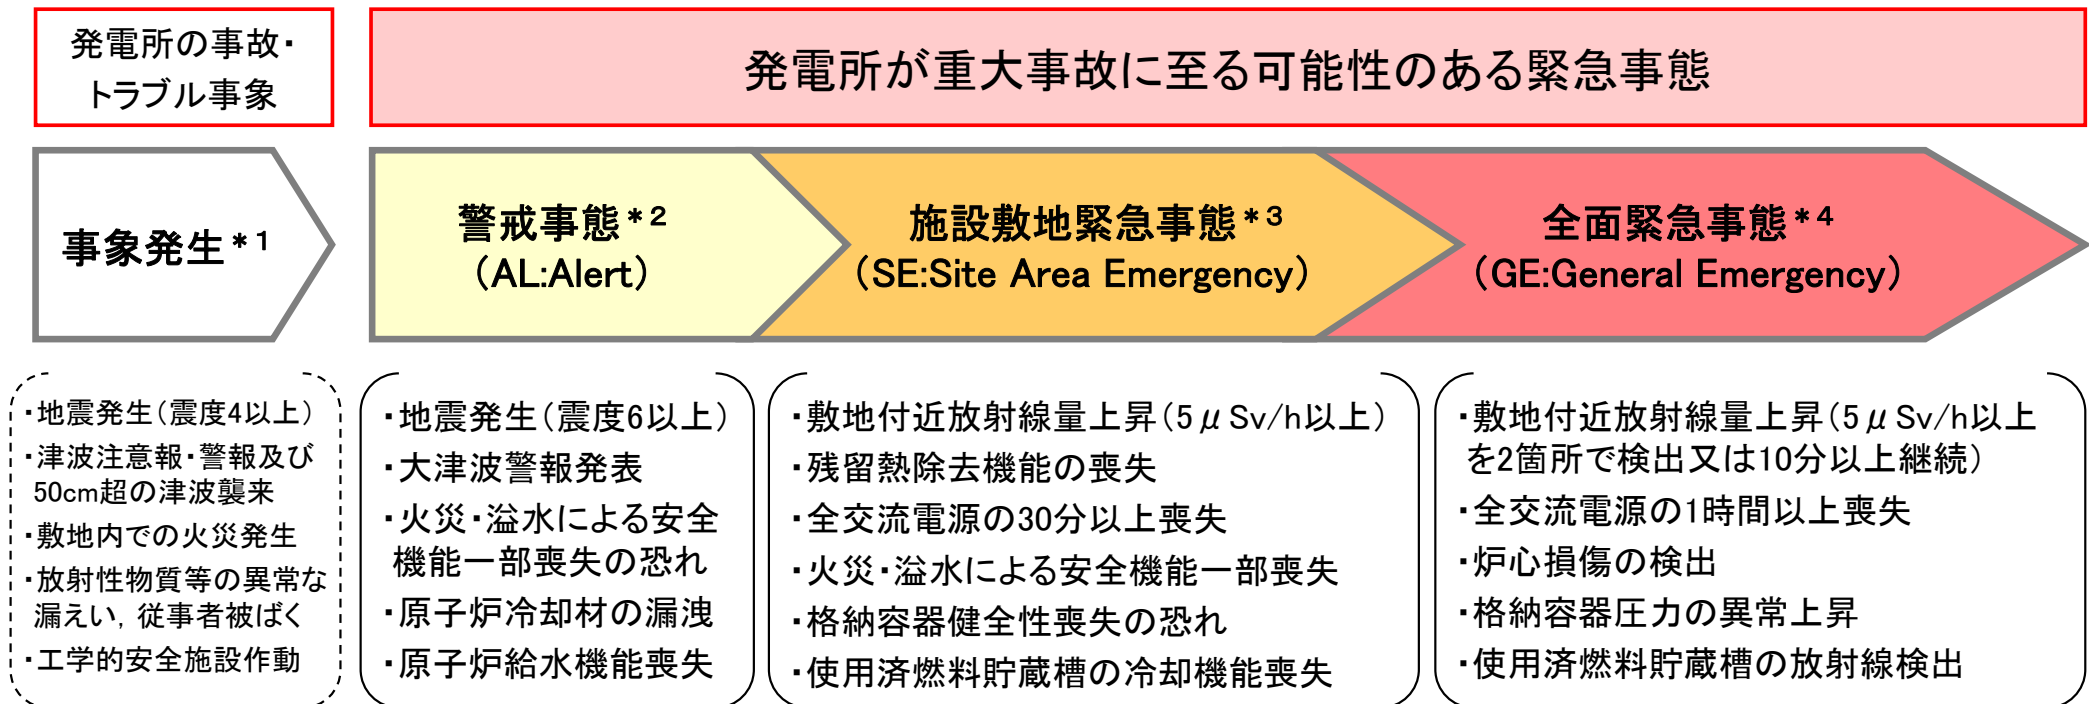 発電所の事故・
トラブル事象
発電所が重大事故に至る可能性のある緊急事態
事象発生*1
警戒事態*2
(AL:Alert)
施設敷地緊急事態*3
(SE:Site Area Emergency)
全面緊急事態*4
(GE:General Emergency)
・地震発生(震度4以上)
・津波注意報・警報及び
50cm超の津波襲来
・敷地内での火災発生
・放射性物質等の異常な
漏えい,従事者被ばく
・工学的安全施設作動
・地震発生(震度6以上)
・大津波警報発表
・火災・溢水による安全
機能一部喪失の恐れ
・原子炉冷却材の漏洩
・原子炉給水機能喪失
・敷地付近放射線量上昇(5μSv/h以上)
・残留熱除去機能の喪失
・全交流電源の30分以上喪失
・火災・溢水による安全機能一部喪失
・格納容器健全性喪失の恐れ
・使用済燃料貯蔵槽の冷却機能喪失
・敷地付近放射線量上昇(5μSv/h以上
を2箇所で検出又は10分以上継続)
・全交流電源の1時間以上喪失
・炉心損傷の検出
・格納容器圧力の異常上昇
・使用済燃料貯蔵槽の放射線検出